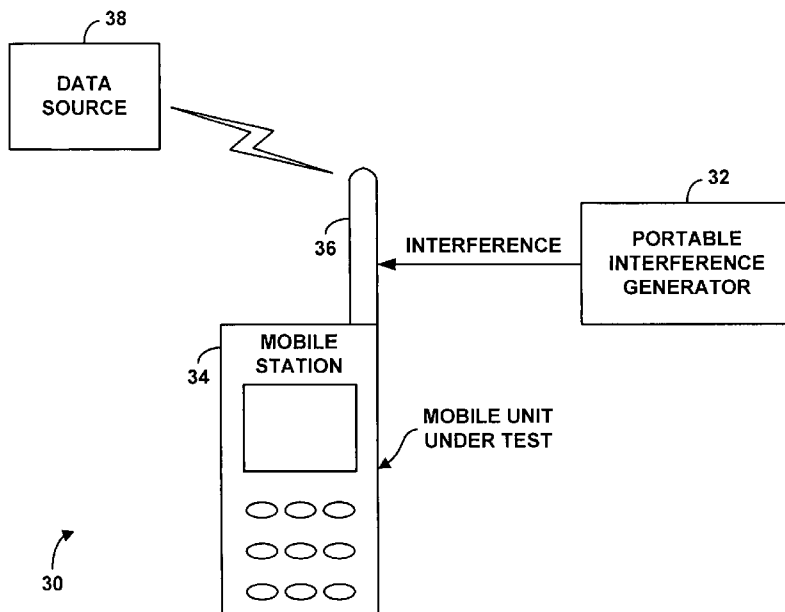 38
DATA
SOURCE
32
36
INTERFERENCE
PORTABLE
INTERFERENCE
GENERATOR
34
MOBILE
STATION
MOBILE UNIT
UNDER TEST
30